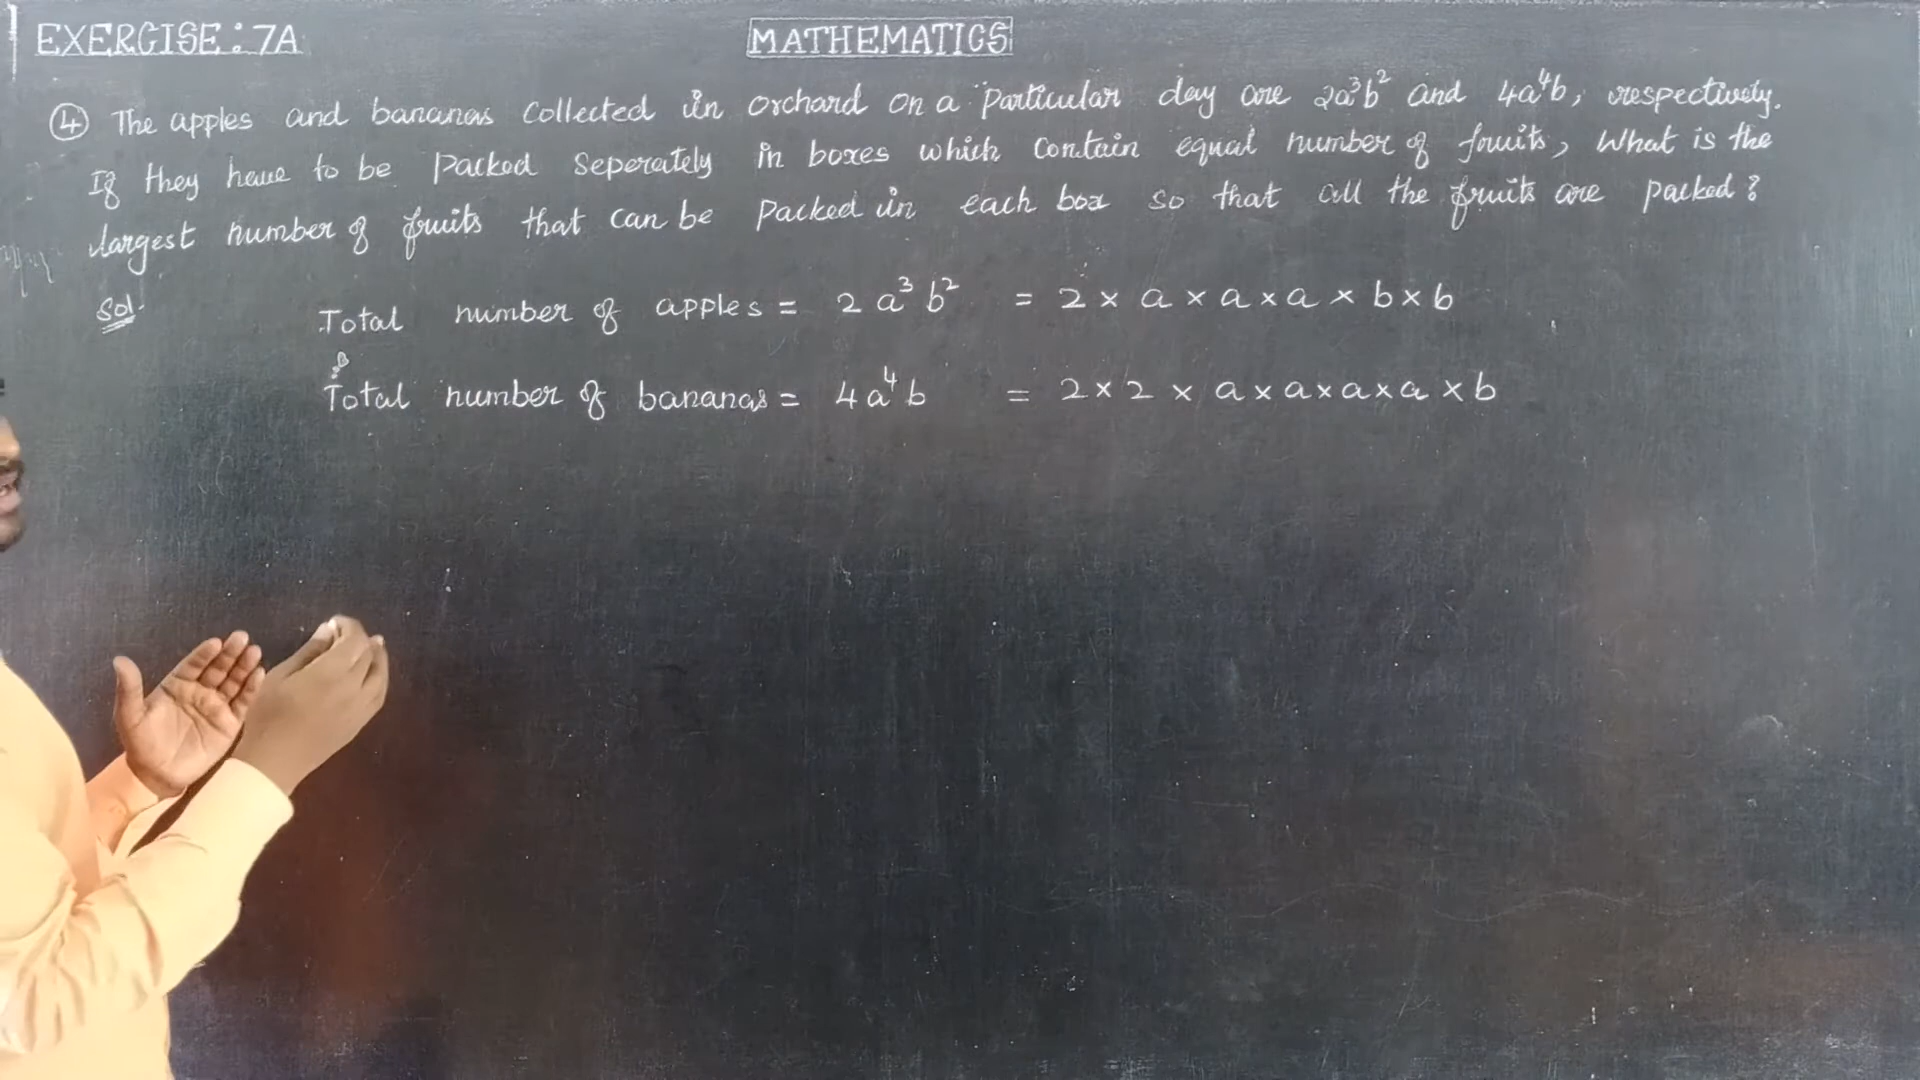 EXERCISE: 7A
MATHEMATICS
④ The apples and bananas collected in orchard on a particular day are 2a³b² and 4a⁴b, respectively.
If they have to be packed seperately in boxes which contain equal number of fruits, What is the
largest number of fruits that can be packed in each box so that all the fruits are packed?
Sol.
Total number of apples = 2 a³ b² = 2 × a × a × a × b × b
Total number of bananas = 4 a⁴ b = 2 × 2 × a × a × a × a × b